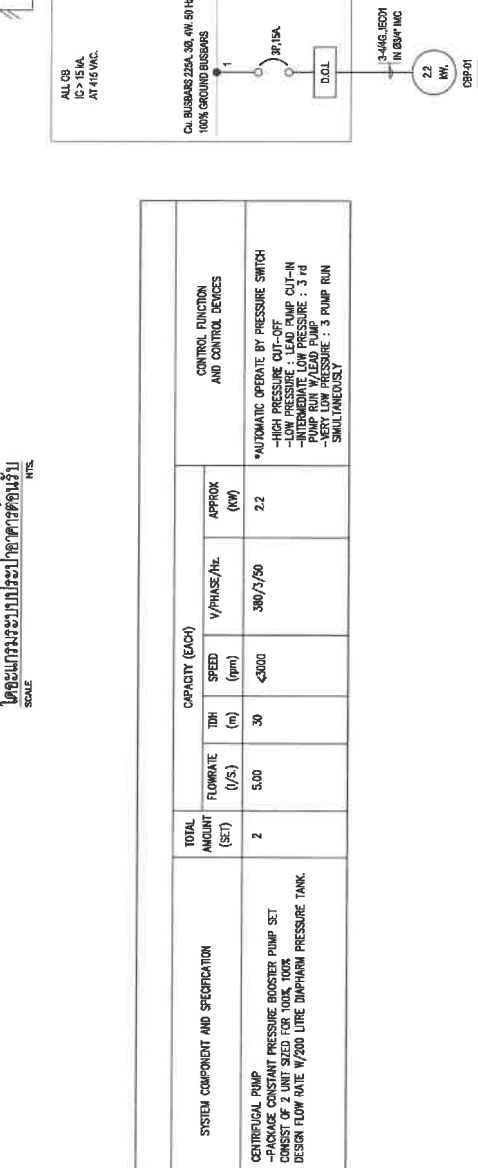 ไดอะแกรมระบบประปาอาคารต้อนรับ
SCALE NTS.
SYSTEM COMPONENT AND SPECIFICATION
TOTAL
AMOUNT
(SET)
CAPACITY (EACH)
FLOWRATE
(l/S.)
TDH
(m)
SPEED
(rpm)
V/PHASE/Hz.
APPROX
(KW)
CONTROL FUNCTION
AND CONTROL DEVICES
CENTRIFUGAL PUMP
-PACKAGE CONSTANT PRESSURE BOOSTER PUMP SET
CONSIST OF 2 UNIT SIZED FOR 100%, 100%
DESIGN FLOW RATE W/200 LITRE DIAPHARM PRESSURE TANK.
2
5.00
30
<3000
380/3/50
2.2
*AUTOMATIC OPERATE BY PRESSURE SWITCH
-HIGH PRESSURE CUT-OFF
-LOW PRESSURE : LEAD PUMP CUT-IN
-INTERMEDIATE LOW PRESSURE : 3 rd
PUMP RUN W/LEAD PUMP
-VERY LOW PRESSURE : 3 PUMP RUN
SIMULTANEOUSLY
ALL CB
IC > 15 kA.
AT 415 VAC.
Cu. BUSBARS 225A. 3Ø, 4W. 50 Hz
100% GROUND BUSBARS
1
3P,15A.
D.O.L
3-4/4G.,IEC01
IN Ø3/4" IMC
2.2
KW.
CBP-01